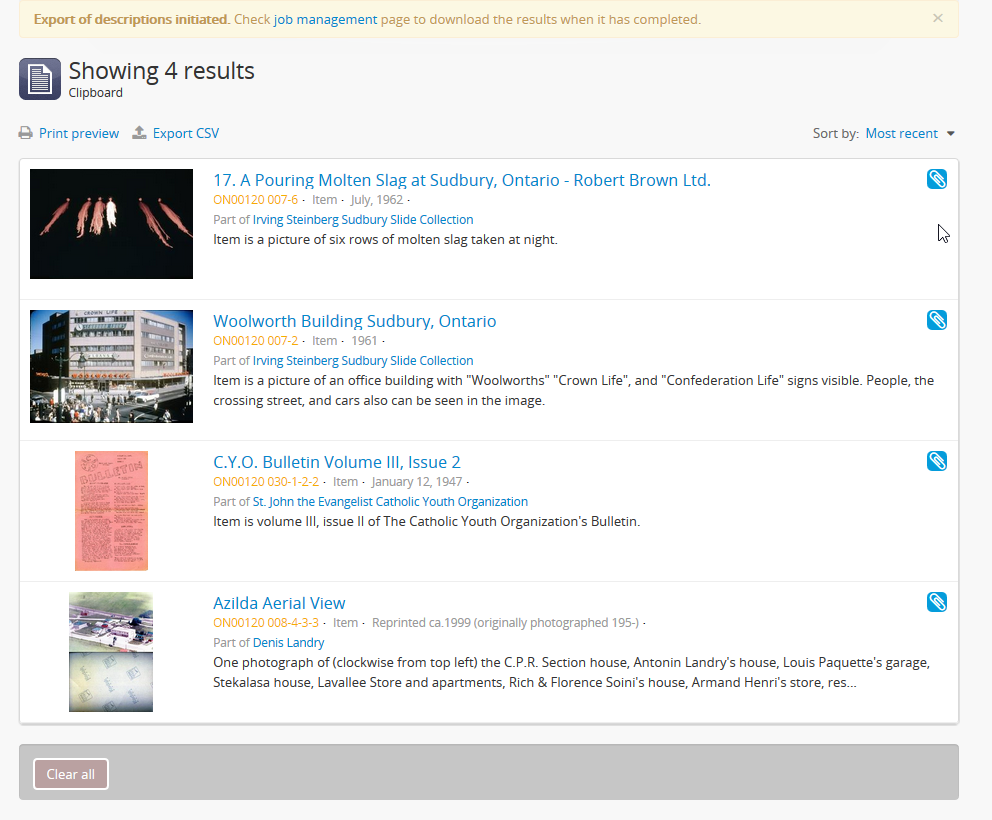 Export of descriptions initiated. Check job management page to download the results when it has completed.
×
Showing 4 results
Clipboard
Print preview Export CSV
Sort by: Most recent
17. A Pouring Molten Slag at Sudbury, Ontario - Robert Brown Ltd.
ON00120 007-6 · Item · July, 1962 ·
Part of Irving Steinberg Sudbury Slide Collection
Item is a picture of six rows of molten slag taken at night.
CROWN LIFE
Woolworth Building Sudbury, Ontario
ON00120 007-2 · Item · 1961 ·
Part of Irving Steinberg Sudbury Slide Collection
Item is a picture of an office building with "Woolworths" "Crown Life", and "Confederation Life" signs visible. People, the
crossing street, and cars also can be seen in the image.
BULLETIN
C.Y.O. Bulletin Volume III, Issue 2
ON00120 030-1-2-2 · Item · January 12, 1947 ·
Part of St. John the Evangelist Catholic Youth Organization
Item is volume III, issue II of The Catholic Youth Organization's Bulletin.
Azilda Aerial View
ON00120 008-4-3-3 · Item · Reprinted ca.1999 (originally photographed 195-) ·
Part of Denis Landry
One photograph of (clockwise from top left) the C.P.R. Section house, Antonin Landry's house, Louis Paquette's garage,
Stekalasa house, Lavallee Store and apartments, Rich & Florence Soini's house, Armand Henri's store, res...
Clear all